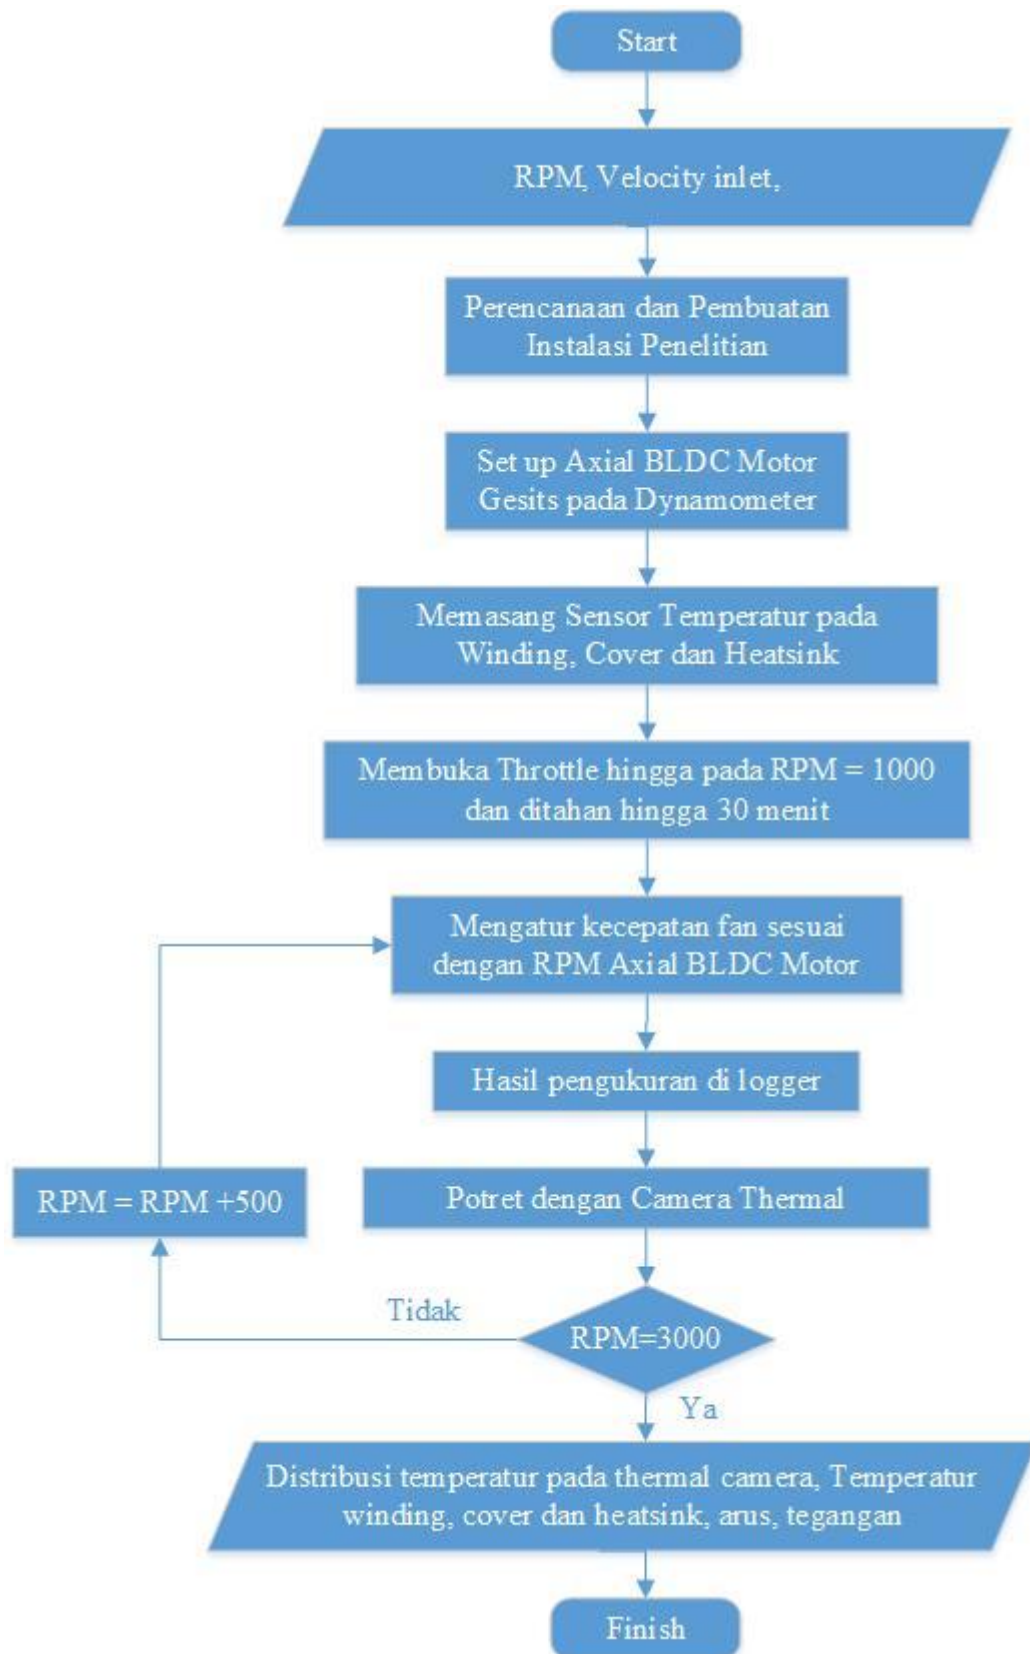 Start
RPM, Velocity inlet,
Perencanaan dan Pembuatan
Instalasi Penelitian
Set up Axial BLDC Motor
Gesits pada Dynamometer
Memasang Sensor Temperatur pada
Winding, Cover dan Heatsink
Membuka Throttle hingga pada RPM = 1000
dan ditahan hingga 30 menit
Mengatur kecepatan fan sesuai
dengan RPM Axial BLDC Motor
Hasil pengukuran di logger
Potret dengan Camera Thermal
RPM = RPM +500
Tidak
RPM=3000
Ya
Distribusi temperatur pada thermal camera, Temperatur
winding, cover dan heatsink, arus, tegangan
Finish